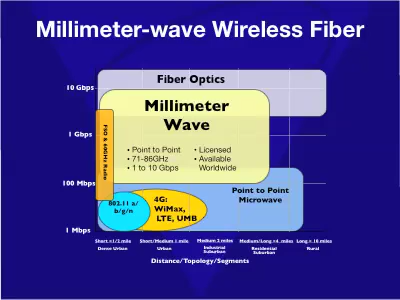 Millimeter-wave Wireless Fiber
Fiber Optics
10 Gbps
Millimeter
Wave
1 Gbps
FSO & 60GHz Radio
• Point to Point
• 71-86GHz
• 1 to 10 Gbps
• Licensed
• Available
Worldwide
100 Mbps
Point to Point
Microwave
802.11 a/
b/g/n
4G:
WiMax,
LTE, UMB
1 Mbps
Short <1/2 mile
Dense Urban
Short/Medium 1 mile
Urban
Medium 2 miles
Industrial
Suburban
Medium/Long <4 miles
Residential
Suburban
Long < 10 miles
Rural
Distance/Topology/Segments